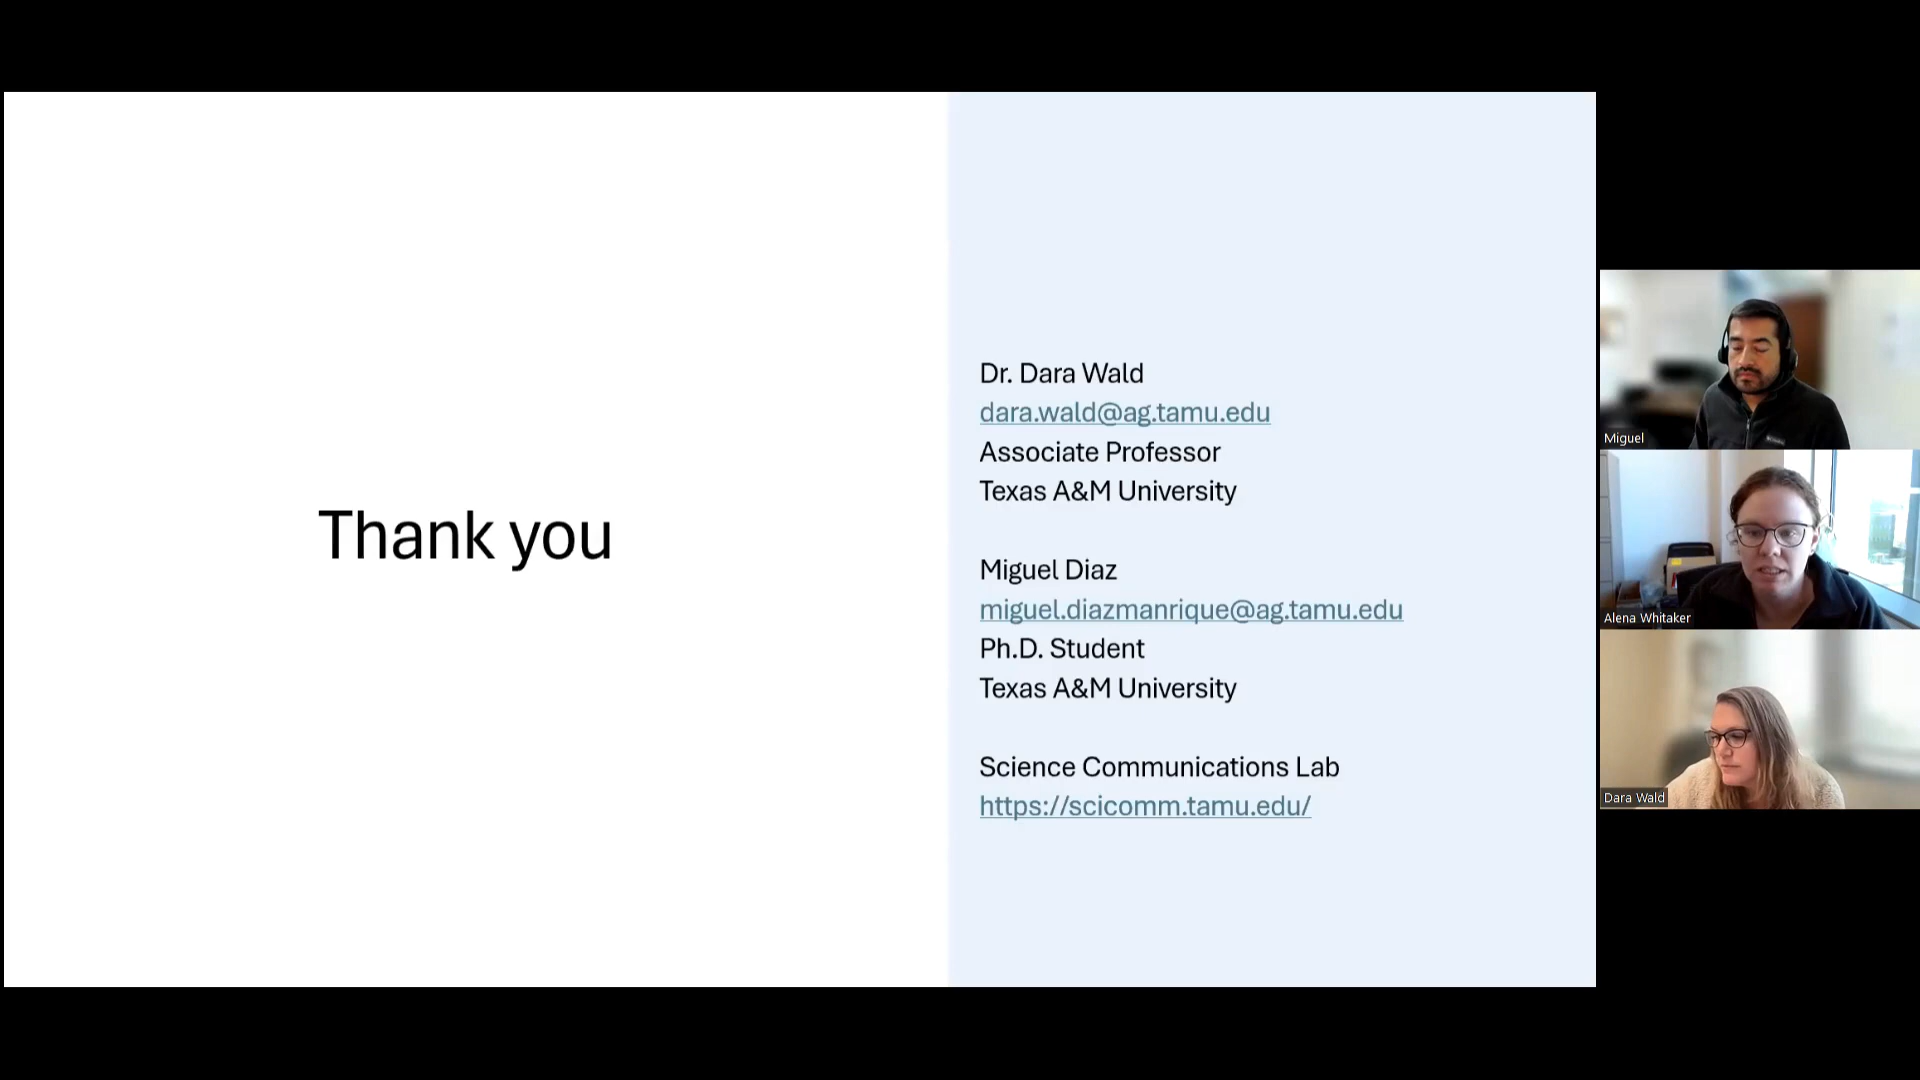 Thank you
Dr. Dara Wald
dara.wald@ag.tamu.edu
Associate Professor
Texas A&M University
Miguel Diaz
miguel.diazmanrique@ag.tamu.edu
Ph.D. Student
Texas A&M University
Science Communications Lab
https://scicomm.tamu.edu/
Miguel
Alena Whitaker
Dara Wald